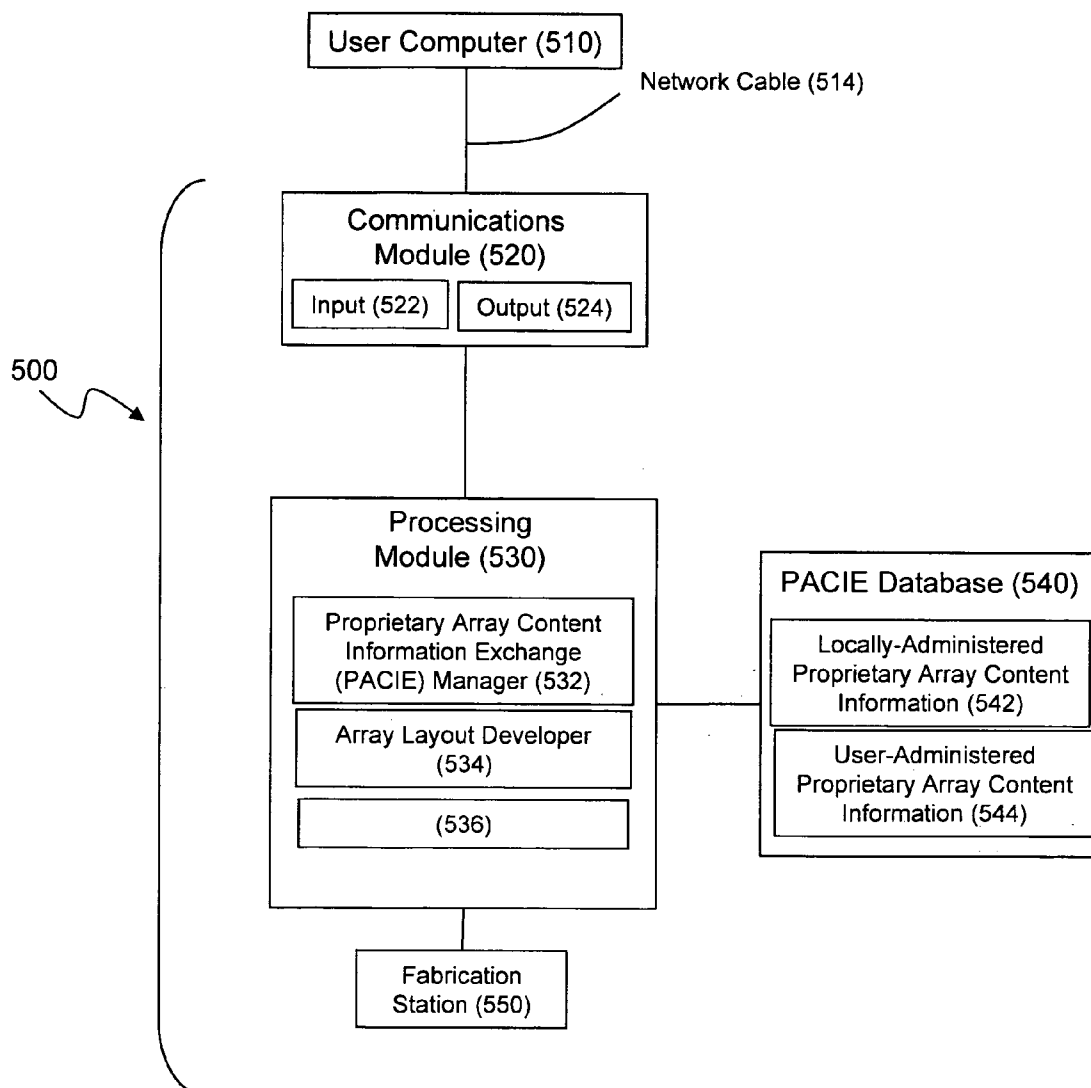 User Computer (510)
Network Cable (514)
Communications
Module (520)
Input (522)
Output (524)
500
Processing
Module (530)
Proprietary Array Content
Information Exchange
(PACIE) Manager (532)
Array Layout Developer
(534)
(536)
PACIE Database (540)
Locally-Administered
Proprietary Array Content
Information (542)
User-Administered
Proprietary Array Content
Information (544)
Fabrication
Station (550)